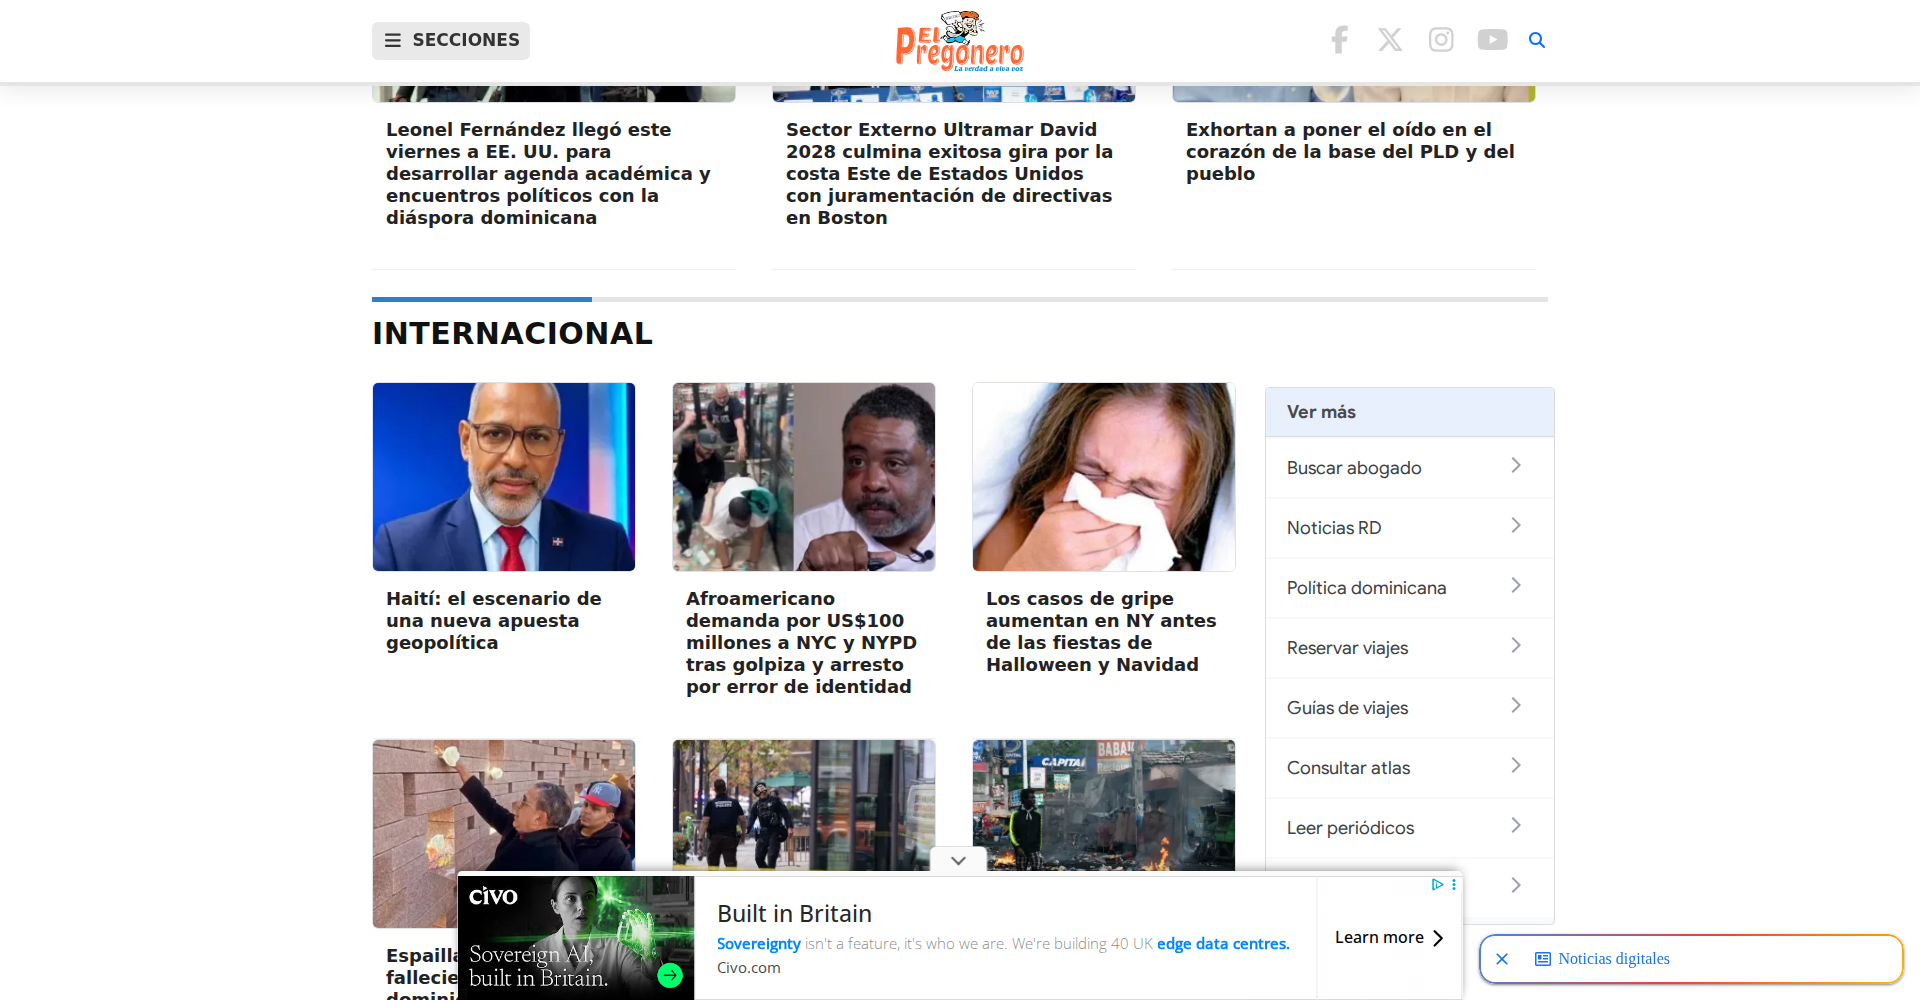 SECCIONES
EL
Pregonero
La verdad a viva voz
Leonel Fernández llegó este
viernes a EE. UU. para
desarrollar agenda académica y
encuentros políticos con la
diáspora dominicana
Sector Externo Ultramar David
2028 culmina exitosa gira por la
costa Este de Estados Unidos
con juramentación de directivas
en Boston
Exhortan a poner el oído en el
corazón de la base del PLD y del
pueblo
INTERNACIONAL
Haití: el escenario de
una nueva apuesta
geopolítica
Afroamericano
demanda por US$100
millones a NYC y NYPD
tras golpiza y arresto
por error de identidad
Los casos de gripe
aumentan en NY antes
de las fiestas de
Halloween y Navidad
Ver más
Buscar abogado
Noticias RD
Política dominicana
Reservar viajes
Guías de viajes
Consultar atlas
Leer periódicos
CAPITAL
Espailla
fallecie
dominic
CIVO
Sovereign AI,
built in Britain.
Built in Britain
Sovereignty isn't a feature, it's who we are. We're building 40 UK edge data centres.
Civo.com
Learn more
Noticias digitales